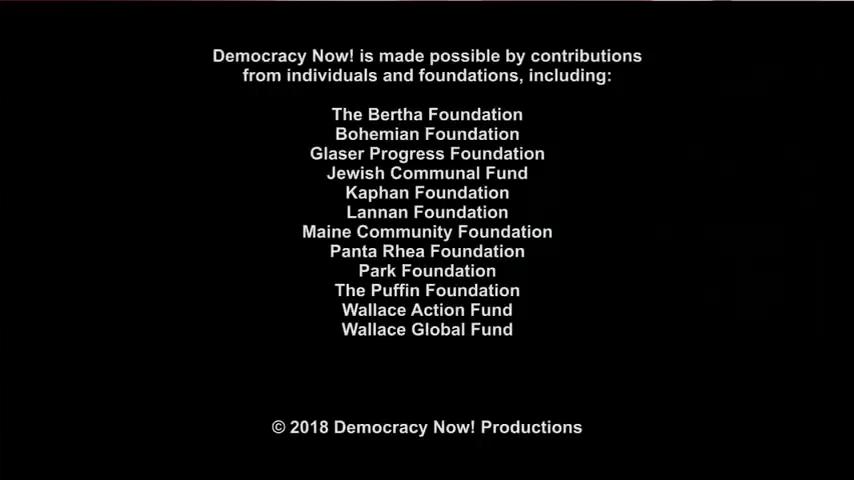 Democracy Now! is made possible by contributions
from individuals and foundations, including:
The Bertha Foundation
Bohemian Foundation
Glaser Progress Foundation
Jewish Communal Fund
Kaphan Foundation
Lannan Foundation
Maine Community Foundation
Panta Rhea Foundation
Park Foundation
The Puffin Foundation
Wallace Action Fund
Wallace Global Fund
© 2018 Democracy Now! Productions